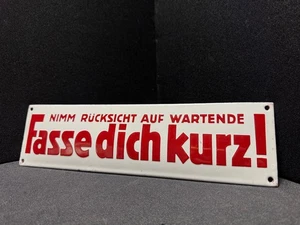 NIMM RÜCKSICHT AUF WARTENDE
Fasse dich kurz!